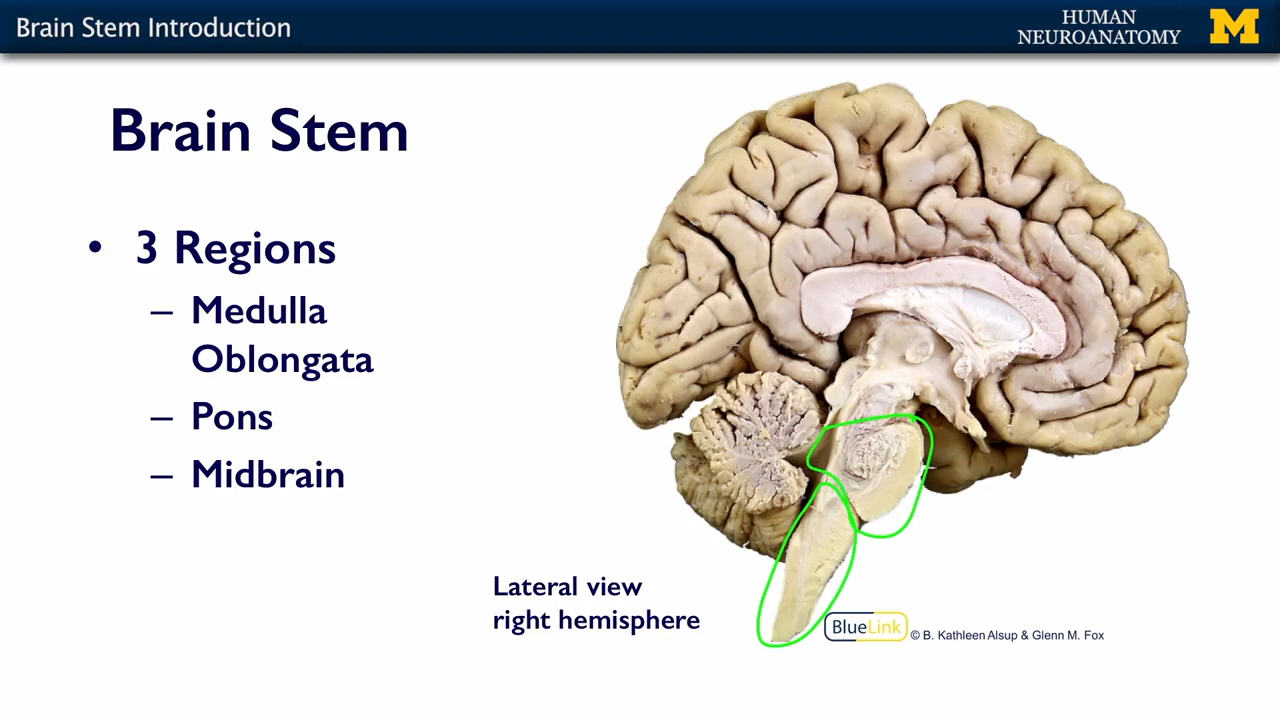 Brain Stem Introduction
HUMAN
NEUROANATOMY
M
Brain Stem
• 3 Regions
– Medulla
Oblongata
– Pons
– Midbrain
Lateral view
right hemisphere
BlueLink
© B. Kathleen Alsup & Glenn M. Fox